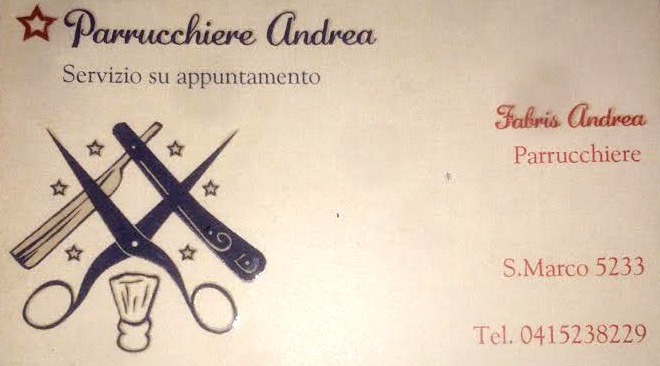 Parrucchiere Andrea
Servizio su appuntamento
Fabris Andrea
Parrucchiere
S.Marco 5233
Tel. 0415238229